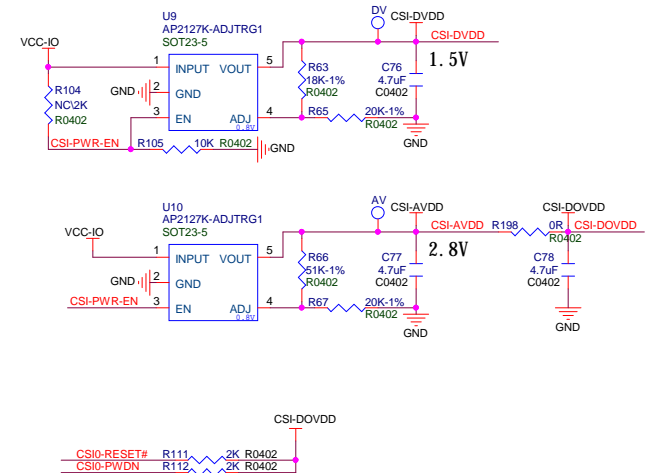 U9
AP2127K-ADJTRG1
SOT23-5
VCC-IO
DV
CSI-DVDD
CSI-DVDD
1.5V
1 INPUT VOUT 5
GND 2 GND
3 EN ADJ 4
0.8V
R104
NC\2K
R0402
R63
18K-1%
R0402
C76
4.7uF
C0402
R65 20K-1%
R0402
CSI-PWR-EN R105 10K R0402 GND
GND
U10
AP2127K-ADJTRG1
SOT23-5
VCC-IO
AV
CSI-AVDD
CSI-AVDD
2.8V
R198 0R
R0402
CSI-DOVDD
CSI-DOVDD
1 INPUT VOUT 5
GND 2 GND
CSI-PWR-EN 3 EN ADJ 4
0.8V
R66
51K-1%
R0402
C77
4.7uF
C0402
C78
4.7uF
C0402
R67 20K-1%
R0402
GND
GND
CSI-DOVDD
CSI0-RESET# R111 2K R0402
CSI0-PWDN R112 2K R0402